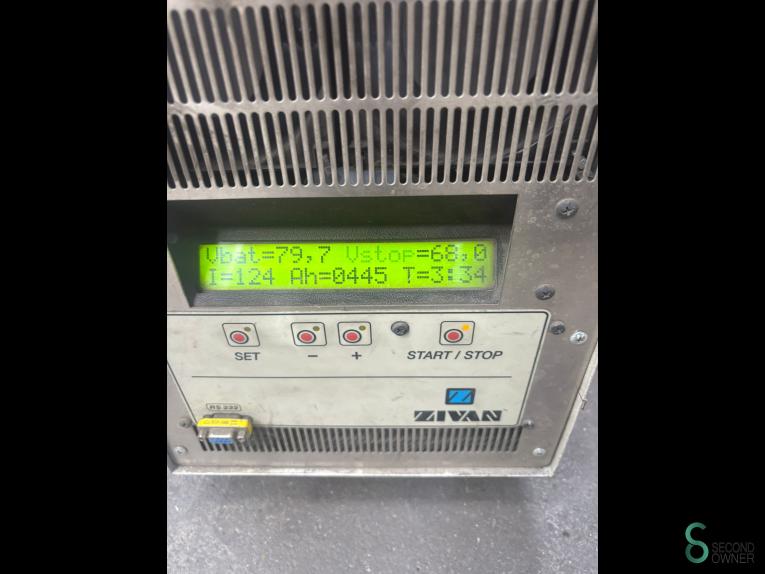 Vbat=79,7 Vstop=68,0
I=124 Ah=0445 T=3:34
SET
-
+
START / STOP
RS 232
ZIVAN
SECOND
OWNER